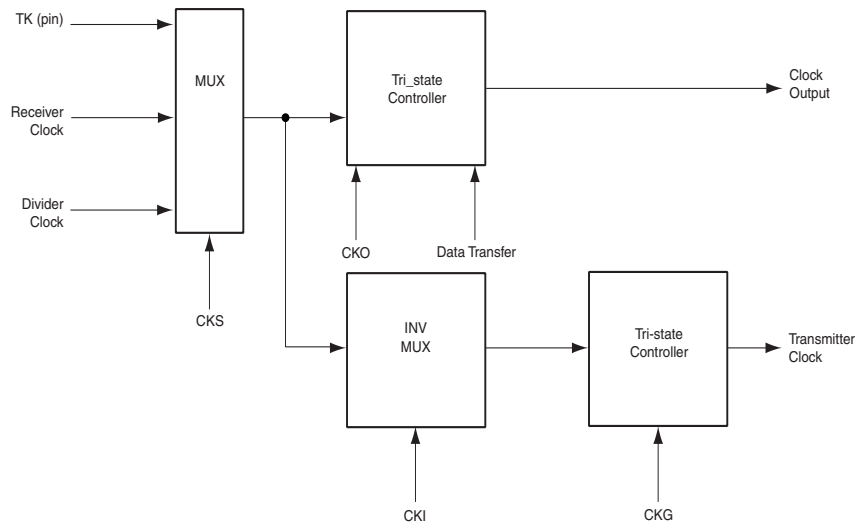 TK (pin)
MUX
Tri_state
Controller
Clock
Output
Receiver
Clock
Divider
Clock
CKO
Data Transfer
CKS
INV
MUX
Tri-state
Controller
Transmitter
Clock
CKI
CKG